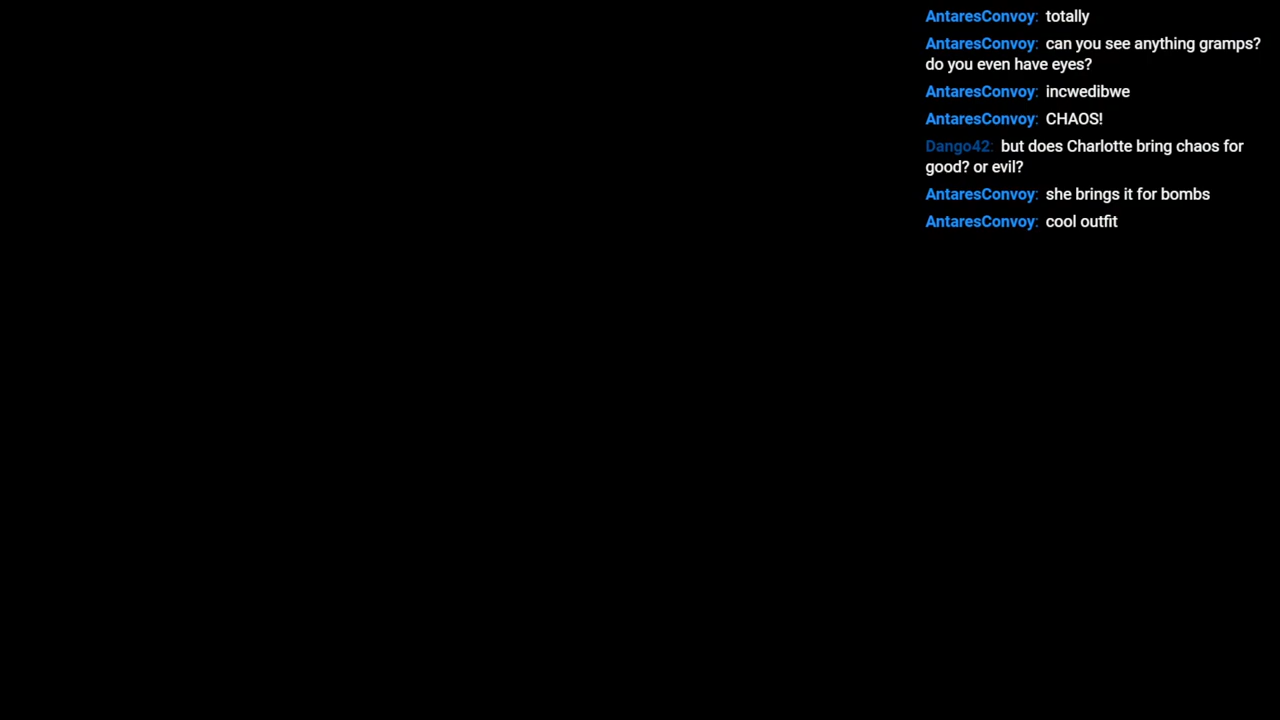 AntaresConvoy: totally
AntaresConvoy: can you see anything gramps?
do you even have eyes?
AntaresConvoy: incwedibwe
AntaresConvoy: CHAOS!
Dango42: but does Charlotte bring chaos for
good? or evil?
AntaresConvoy: she brings it for bombs
AntaresConvoy: cool outfit